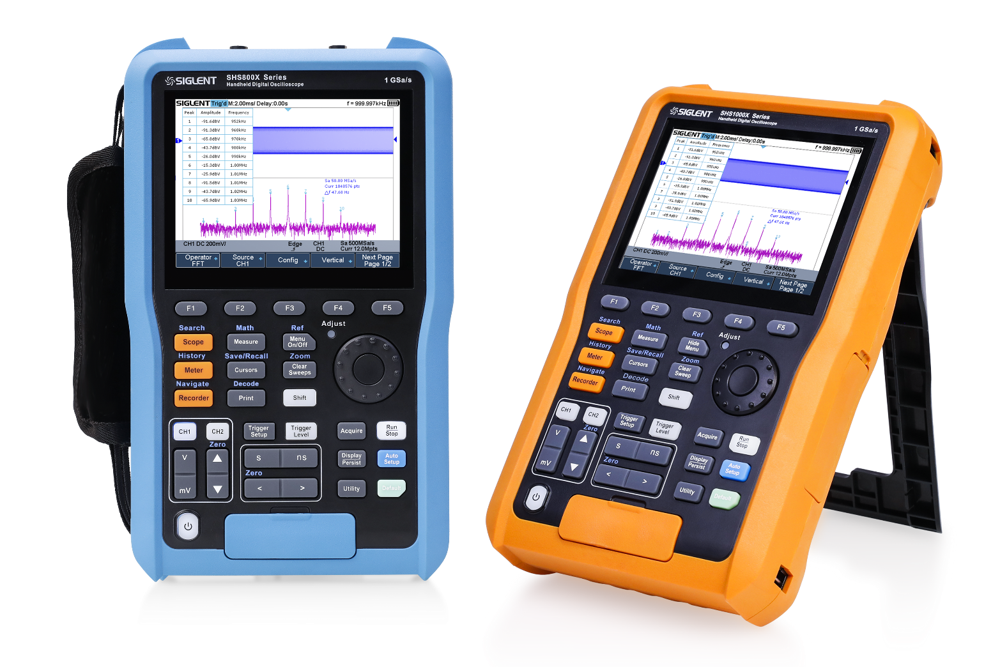 SIGLENT SHS800X Series
Handheld Digital Oscilloscope
1 GSa/s
SIGLENT Trig'd M:2.00ms/ Delay:0.00s f = 999.997kHz
Peak Amplitude Frequency
1 -91.6dBV 952kHz
2 -91.3dBV 960kHz
3 -65.8dBV 970kHz
4 -43.7dBV 980kHz
5 -26.0dBV 990kHz
6 -15.3dBV 1.00MHz
7 -25.9dBV 1.01MHz
8 -91.5dBV 1.01MHz
9 -43.7dBV 1.02MHz
10 -65.9dBV 1.03MHz
Sa 50.00 MSa/s
Curr 1048576 pts
△f 47.68 Hz
CH1 DC 200mV/ Edge CH1 Sa 500MSa/s
DC Curr 12.0Mpts
Operator Source Config Vertical Next Page
FFT CH1 Page 1/2
F1 F2 F3 F4 F5
Adjust
Search Math Ref
Scope Measure Menu On/Off
History Save/Recall Zoom
Meter Cursors Clear Sweeps
Navigate Decode
Recorder Print Shift
CH1 CH2 Trigger Setup Trigger Level Acquire Run Stop
Zero
V s ns Display Persist Auto Setup
Zero
mV < > Utility Default
SIGLENT SHS1000X Series
Handheld Digital Oscilloscope
1 GSa/s
SIGLENT Trig'd M:2.00ms/ Delay:0.00s f = 999.997kHz
Peak Amplitude Frequency
1 -91.6dBV 952kHz
2 -91.3dBV 960kHz
3 -65.8dBV 970kHz
4 -43.7dBV 980kHz
5 -26.0dBV 990kHz
6 -15.3dBV 1.00MHz
7 -25.9dBV 1.01MHz
8 -91.5dBV 1.01MHz
9 -43.7dBV 1.02MHz
10 -65.9dBV 1.03MHz
Sa 50.00 MSa/s
Curr 1048576 pts
△f 47.68 Hz
CH1 DC 200mV/ Edge CH1 Sa 500MSa/s
DC Curr 12.0Mpts
Operator Source Config Vertical Next Page
FFT CH1 Page 1/2
F1 F2 F3 F4 F5
Adjust
Search Math Ref
Scope Measure Hide Menu
History Save/Recall Zoom
Meter Cursors Clear Sweep
Navigate Decode
Recorder Print Shift
CH1 CH2 Trigger Setup Trigger Level Acquire Run Stop
Zero
V s ns Display Persist Auto Setup
Zero
mV < > Utility Default